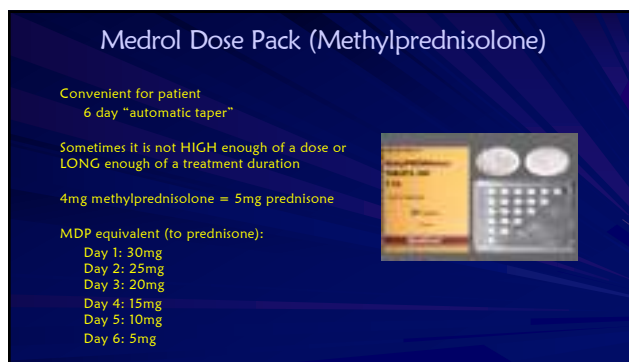 Medrol Dose Pack (Methylprednisolone)
Convenient for patient
6 day “automatic taper”
Sometimes it is not HIGH enough of a dose or
LONG enough of a treatment duration
4mg methylprednisolone = 5mg prednisone
MDP equivalent (to prednisone):
Day 1: 30mg
Day 2: 25mg
Day 3: 20mg
Day 4: 15mg
Day 5: 10mg
Day 6: 5mg